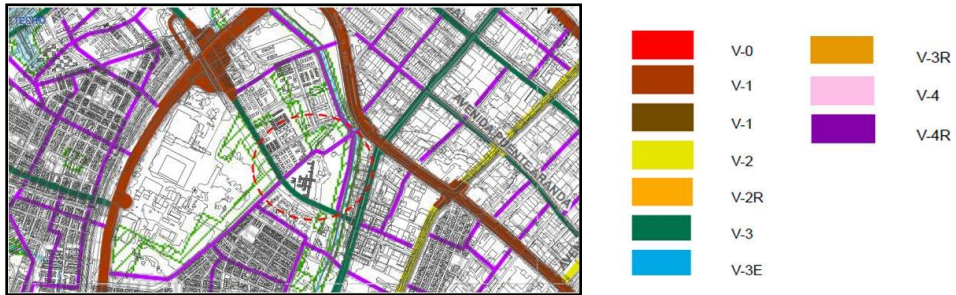 AVENIDA PUENTE ARANDA
V-0
V-1
V-1
V-2
V-2R
V-3
V-3E
V-3R
V-4
V-4R